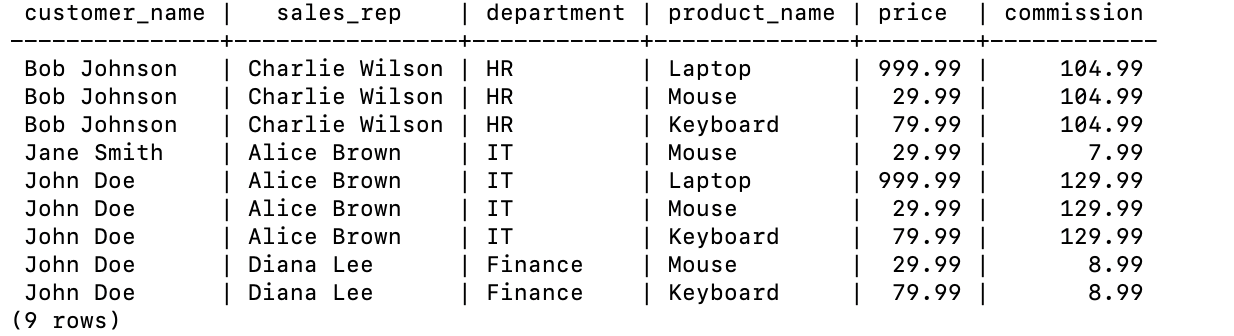 customer_name | sales_rep | department | product_name | price | commission
---------------+----------------+------------+--------------+--------+------------
Bob Johnson | Charlie Wilson | HR | Laptop | 999.99 | 104.99
Bob Johnson | Charlie Wilson | HR | Mouse | 29.99 | 104.99
Bob Johnson | Charlie Wilson | HR | Keyboard | 79.99 | 104.99
Jane Smith | Alice Brown | IT | Mouse | 29.99 | 7.99
John Doe | Alice Brown | IT | Laptop | 999.99 | 129.99
John Doe | Alice Brown | IT | Mouse | 29.99 | 129.99
John Doe | Alice Brown | IT | Keyboard | 79.99 | 129.99
John Doe | Diana Lee | Finance | Mouse | 29.99 | 8.99
John Doe | Diana Lee | Finance | Keyboard | 79.99 | 8.99
(9 rows)